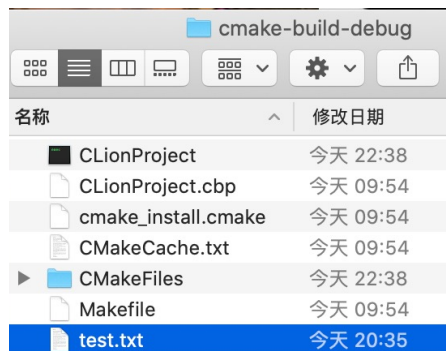 cmake-build-debug
名称 修改日期
CLionProject 今天 22:38
CLionProject.cbp 今天 09:54
cmake_install.cmake 今天 09:54
CMakeCache.txt 今天 09:54
CMakeFiles 今天 22:38
Makefile 今天 09:54
test.txt 今天 20:35